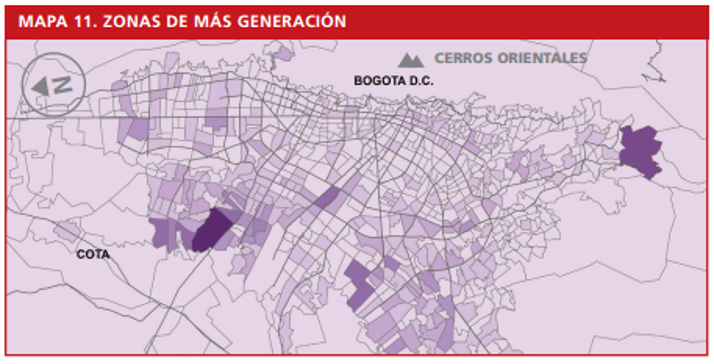 MAPA 11. ZONAS DE MÁS GENERACIÓN
CERROS ORIENTALES
BOGOTA D.C.
N
COTA